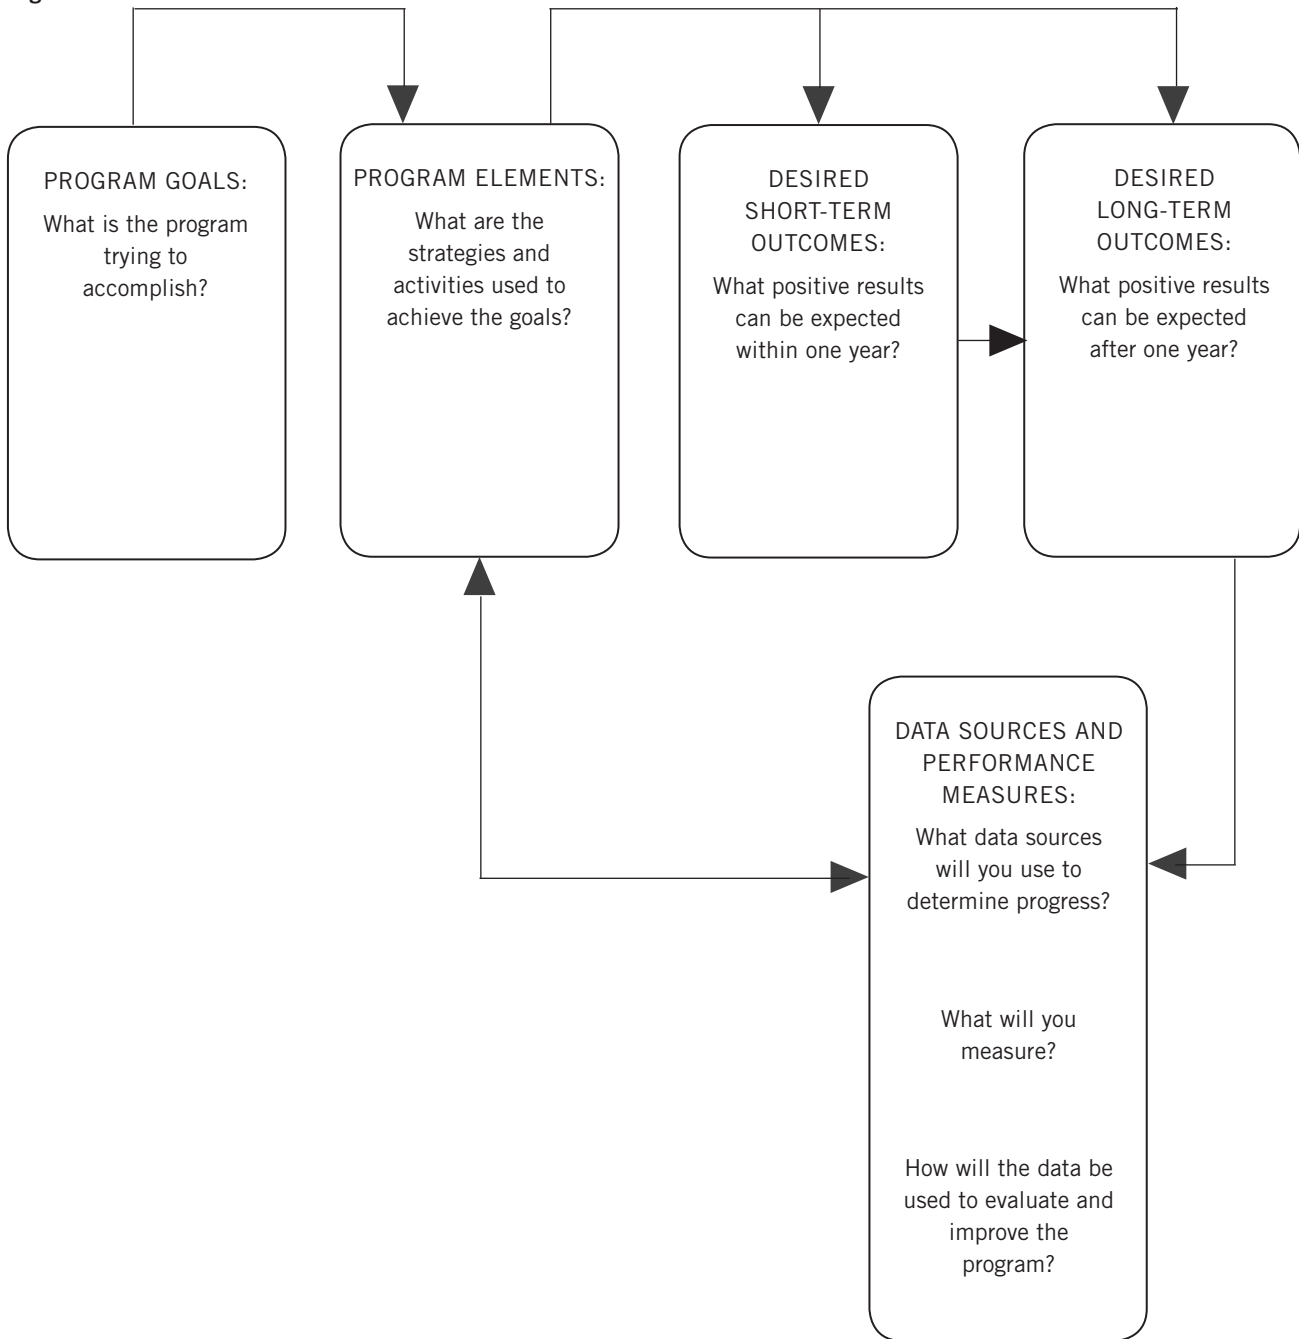 PROGRAM GOALS:
What is the program
trying to
accomplish?
PROGRAM ELEMENTS:
What are the
strategies and
activities used to
achieve the goals?
DESIRED
SHORT-TERM
OUTCOMES:
What positive results
can be expected
within one year?
DESIRED
LONG-TERM
OUTCOMES:
What positive results
can be expected
after one year?
DATA SOURCES AND
PERFORMANCE
MEASURES:
What data sources
will you use to
determine progress?
What will you
measure?
How will the data be
used to evaluate and
improve the
program?